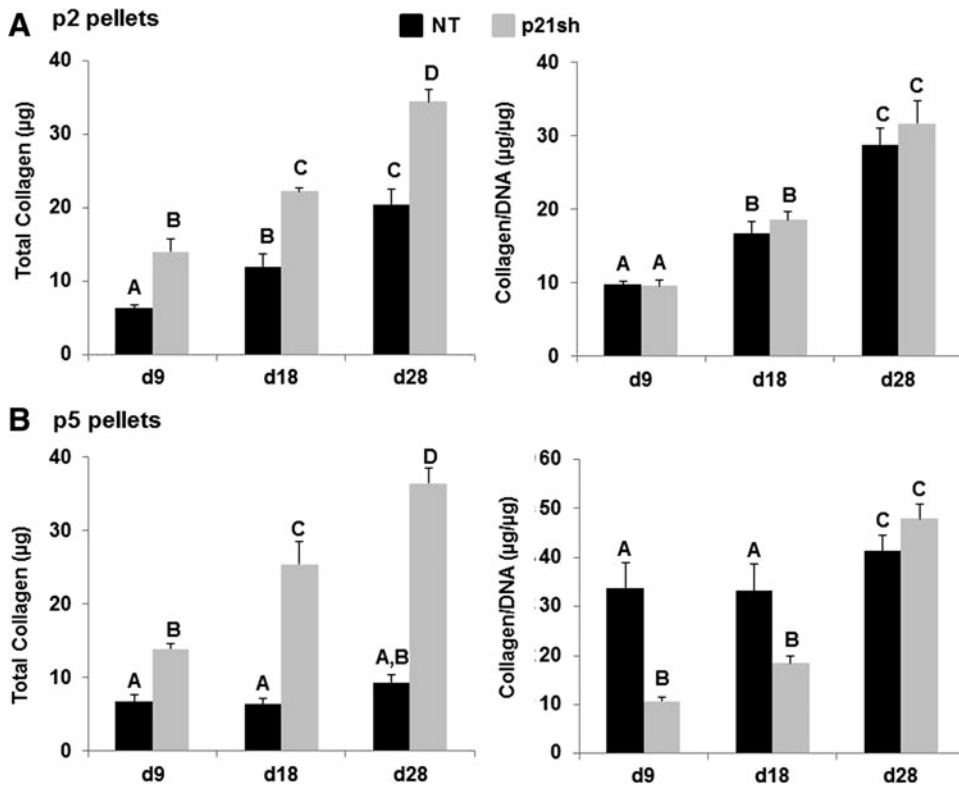 A p2 pellets
NT p21sh
Total Collagen (µg)
40
30
20
10
0
A B B C C D
d9 d18 d28
Collagen/DNA (µg/µg)
40
30
20
10
0
A A B B C C
d9 d18 d28
B p5 pellets
Total Collagen (µg)
40
30
20
10
0
A B A C A,B D
d9 d18 d28
Collagen/DNA (µg/µg)
60
50
40
30
20
10
0
A B A B C C
d9 d18 d28